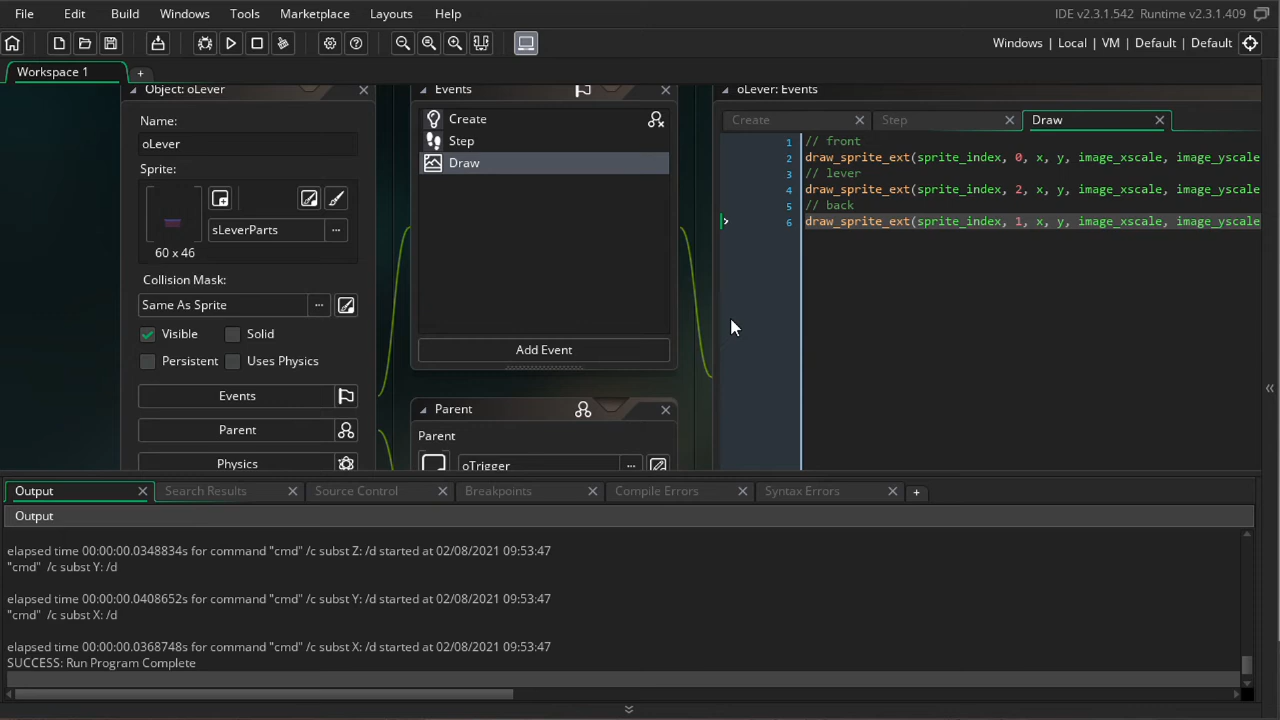 File Edit Build Windows Tools Marketplace Layouts Help IDE v2.3.1.542 Runtime v2.3.1.409
Windows | Local | VM | Default | Default
Workspace 1 +
Object: oLever
Name:
oLever
Sprite:
sLeverParts ...
60 x 46
Collision Mask:
Same As Sprite ...
Visible Solid
Persistent Uses Physics
Events
Parent
Physics
Events
Create
Step
Draw
Add Event
Parent
Parent
oTrigger ...
oLever: Events
Create Step Draw
1 // front
2 draw_sprite_ext(sprite_index, 0, x, y, image_xscale, image_yscale
3 // lever
4 draw_sprite_ext(sprite_index, 2, x, y, image_xscale, image_yscale
5 // back
6 draw_sprite_ext(sprite_index, 1, x, y, image_xscale, image_yscale
Output Search Results Source Control Breakpoints Compile Errors Syntax Errors +
Output
elapsed time 00:00:00.0348834s for command "cmd" /c subst Z: /d started at 02/08/2021 09:53:47
"cmd" /c subst Y: /d
elapsed time 00:00:00.0408652s for command "cmd" /c subst Y: /d started at 02/08/2021 09:53:47
"cmd" /c subst X: /d
elapsed time 00:00:00.0368748s for command "cmd" /c subst X: /d started at 02/08/2021 09:53:47
SUCCESS: Run Program Complete